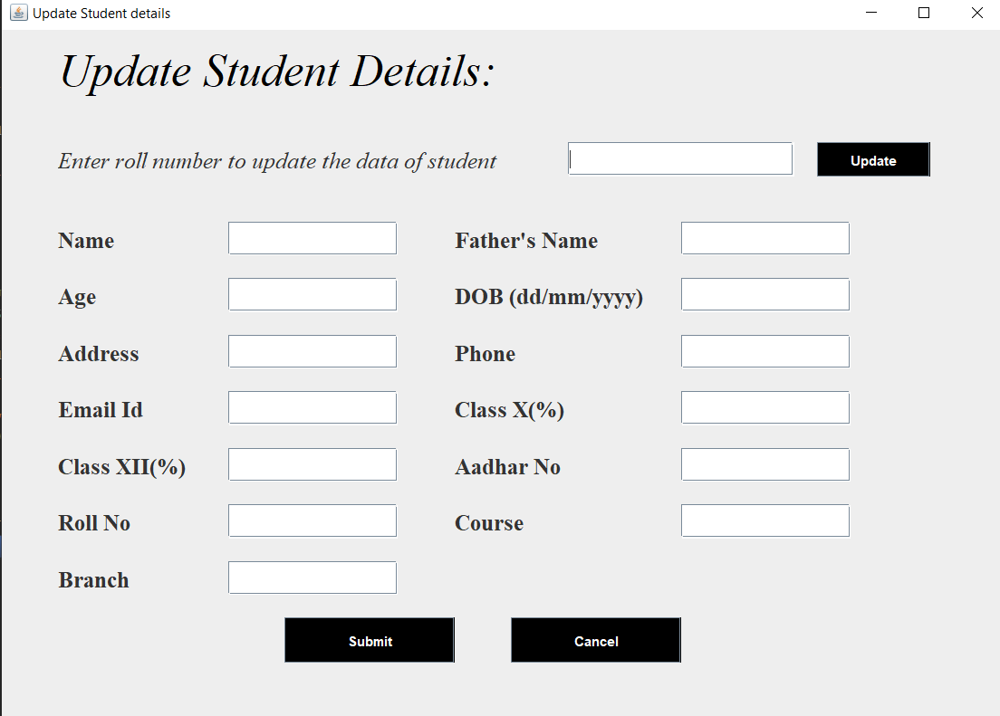 Update Student details
Update Student Details:
Enter roll number to update the data of student Update
Name Father's Name
Age DOB (dd/mm/yyyy)
Address Phone
Email Id Class X(%)
Class XII(%) Aadhar No
Roll No Course
Branch
Submit Cancel